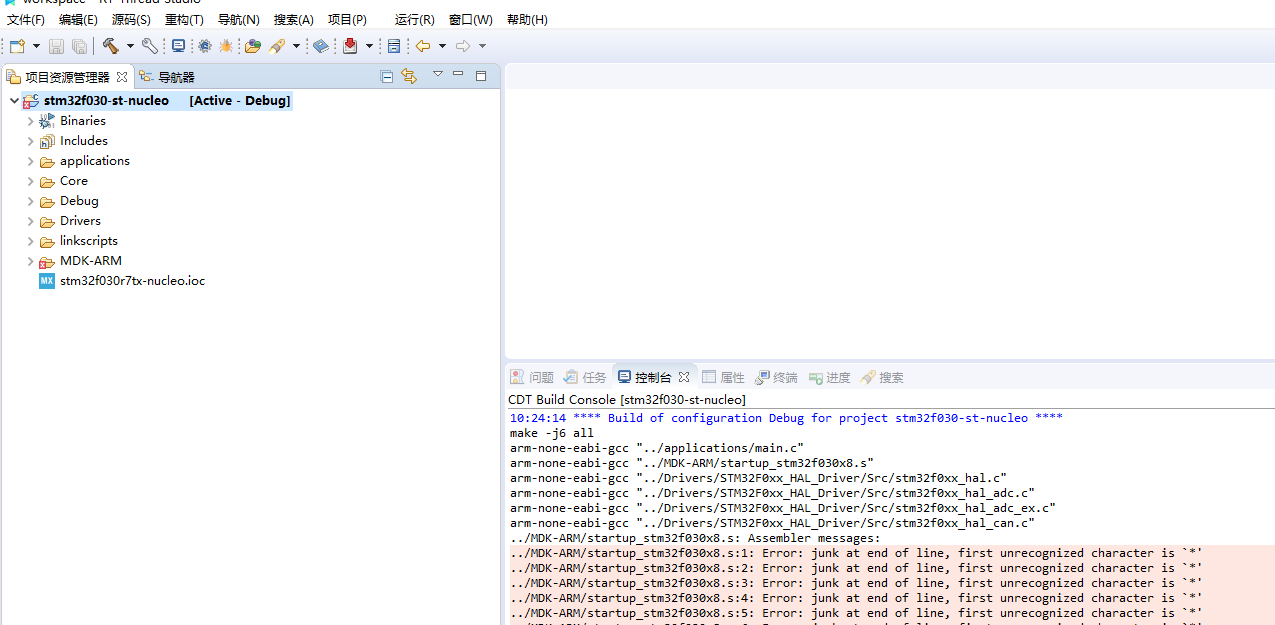 workspace - RT-Thread Studio
文件(F) 编辑(E) 源码(S) 重构(T) 导航(N) 搜索(A) 项目(P) 运行(R) 窗口(W) 帮助(H)
项目资源管理器 导航器
stm32f030-st-nucleo [Active - Debug]
Binaries
Includes
applications
Core
Debug
Drivers
linkscripts
MDK-ARM
MX stm32f030r7tx-nucleo.ioc
问题 任务 控制台 属性 终端 进度 搜索
CDT Build Console [stm32f030-st-nucleo]
10:24:14 **** Build of configuration Debug for project stm32f030-st-nucleo ****
make -j6 all
arm-none-eabi-gcc "../applications/main.c"
arm-none-eabi-gcc "../MDK-ARM/startup_stm32f030x8.s"
arm-none-eabi-gcc "../Drivers/STM32F0xx_HAL_Driver/Src/stm32f0xx_hal.c"
arm-none-eabi-gcc "../Drivers/STM32F0xx_HAL_Driver/Src/stm32f0xx_hal_adc.c"
arm-none-eabi-gcc "../Drivers/STM32F0xx_HAL_Driver/Src/stm32f0xx_hal_adc_ex.c"
arm-none-eabi-gcc "../Drivers/STM32F0xx_HAL_Driver/Src/stm32f0xx_hal_can.c"
../MDK-ARM/startup_stm32f030x8.s: Assembler messages:
../MDK-ARM/startup_stm32f030x8.s:1: Error: junk at end of line, first unrecognized character is `*'
../MDK-ARM/startup_stm32f030x8.s:2: Error: junk at end of line, first unrecognized character is `*'
../MDK-ARM/startup_stm32f030x8.s:3: Error: junk at end of line, first unrecognized character is `*'
../MDK-ARM/startup_stm32f030x8.s:4: Error: junk at end of line, first unrecognized character is `*'
../MDK-ARM/startup_stm32f030x8.s:5: Error: junk at end of line, first unrecognized character is `*'